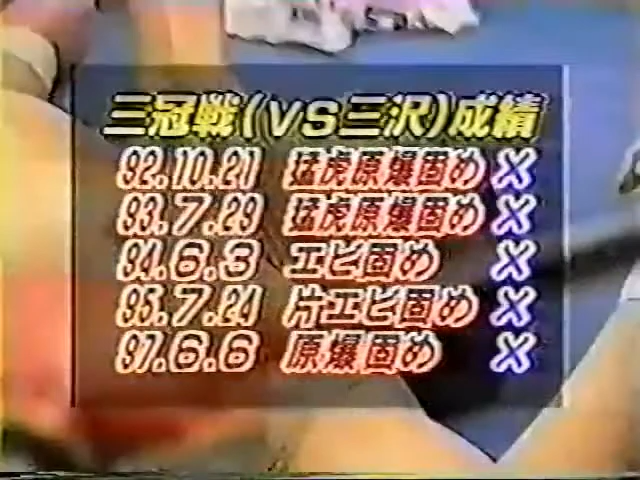 三冠戦(VS三沢)成績
92.10.21 猛虎原爆固め ×
93.7.29 猛虎原爆固め ×
94.6.3 エビ固め ×
95.7.24 片エビ固め ×
97.6.6 原爆固め ×